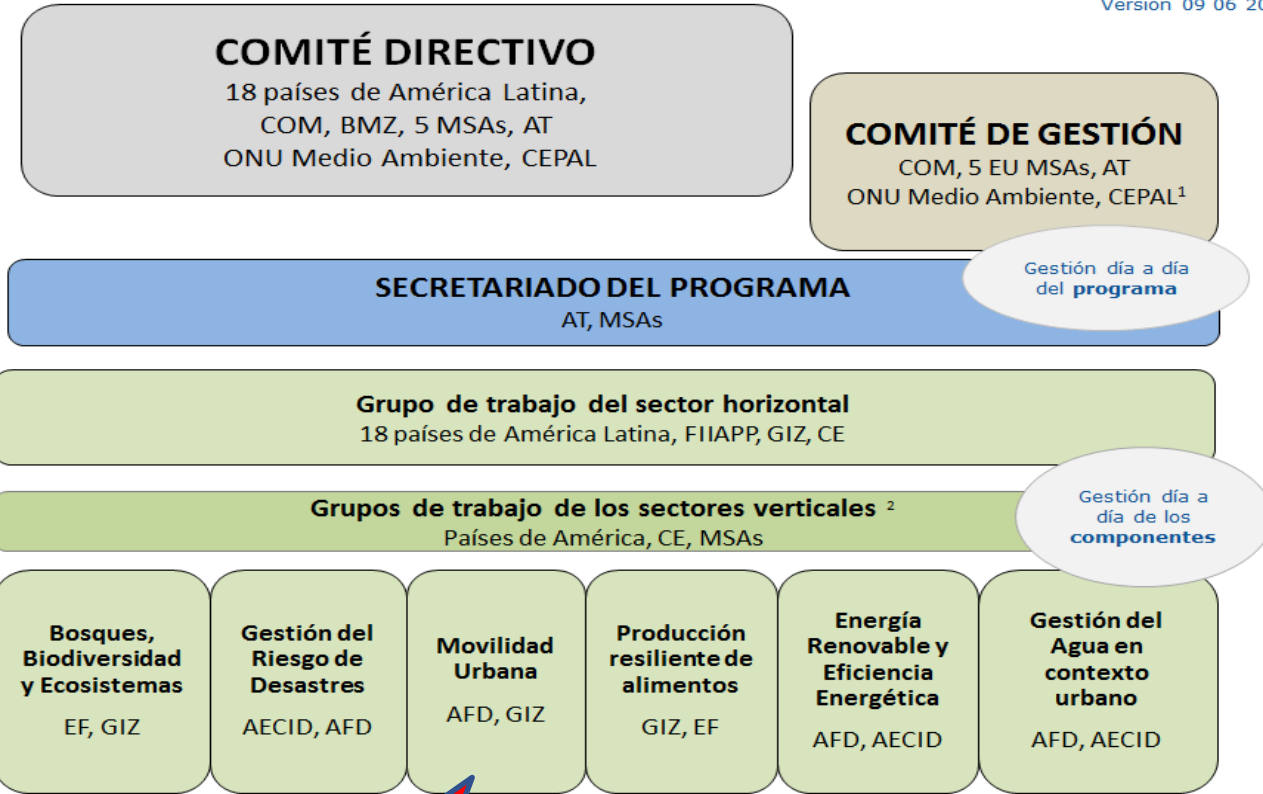 Versión 09 06 20
COMITÉ DIRECTIVO
18 países de América Latina,
COM, BMZ, 5 MSAs, AT
ONU Medio Ambiente, CEPAL
COMITÉ DE GESTIÓN
COM, 5 EU MSAs, AT
ONU Medio Ambiente, CEPAL¹
Gestión día a día
del programa
SECRETARIADO DEL PROGRAMA
AT, MSAs
Grupo de trabajo del sector horizontal
18 países de América Latina, FIIAPP, GIZ, CE
Grupos de trabajo de los sectores verticales ²
Países de América, CE, MSAs
Gestión día a
día de los
componentes
Bosques,
Biodiversidad
y Ecosistemas
EF, GIZ
Gestión del
Riesgo de
Desastres
AECID, AFD
Movilidad
Urbana
AFD, GIZ
Producción
resiliente de
alimentos
GIZ, EF
Energía
Renovable y
Eficiencia
Energética
AFD, AECID
Gestión del
Agua en
contexto
urbano
AFD, AECID